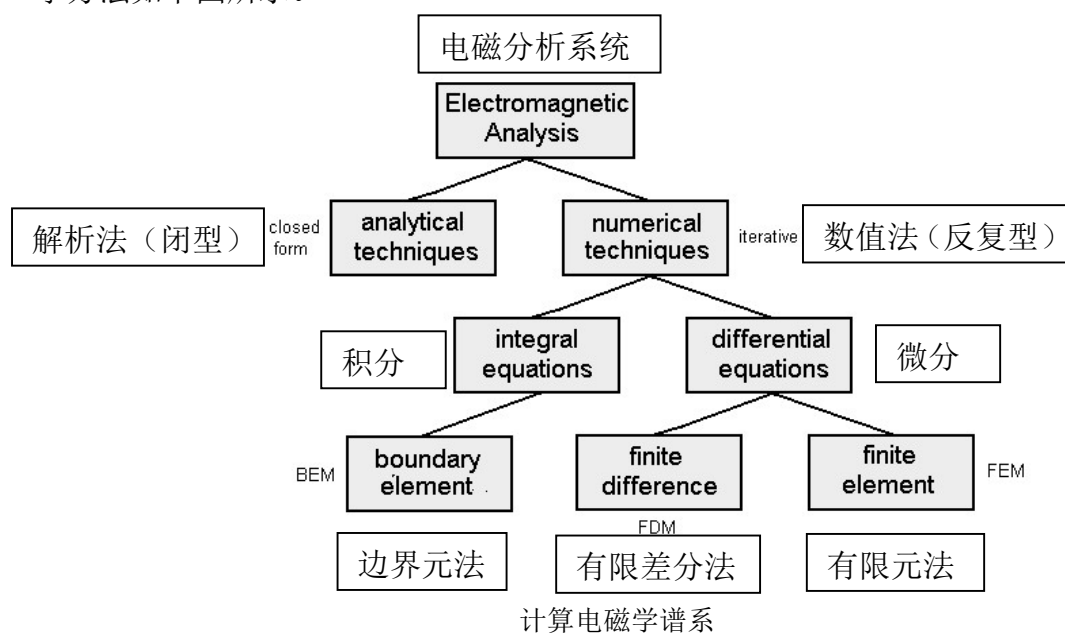 电磁分析系统
Electromagnetic
Analysis
解析法（闭型）
closed
form
analytical
techniques
numerical
techniques
iterative
数值法（反复型）
积分
integral
equations
differential
equations
微分
BEM
boundary
element
finite
difference
FDM
finite
element
FEM
边界元法
有限差分法
有限元法
计算电磁学谱系